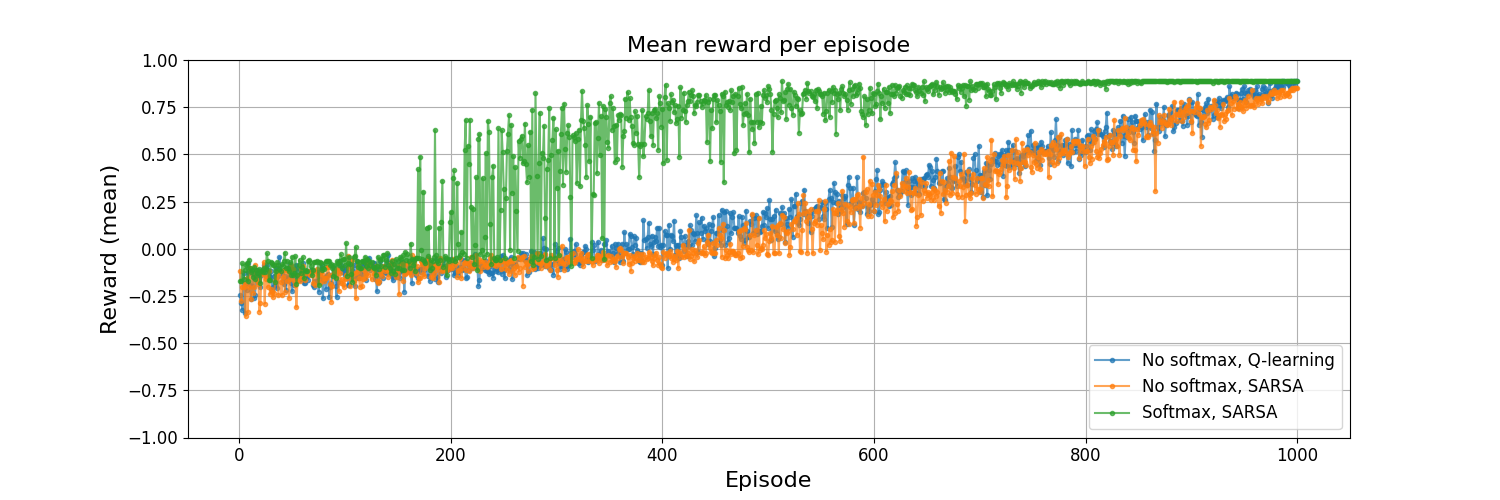 Mean reward per episode
Reward (mean)
1.00
0.75
0.50
0.25
0.00
−0.25
−0.50
−0.75
−1.00
0 200 400 600 800 1000
Episode
No softmax, Q-learning
No softmax, SARSA
Softmax, SARSA